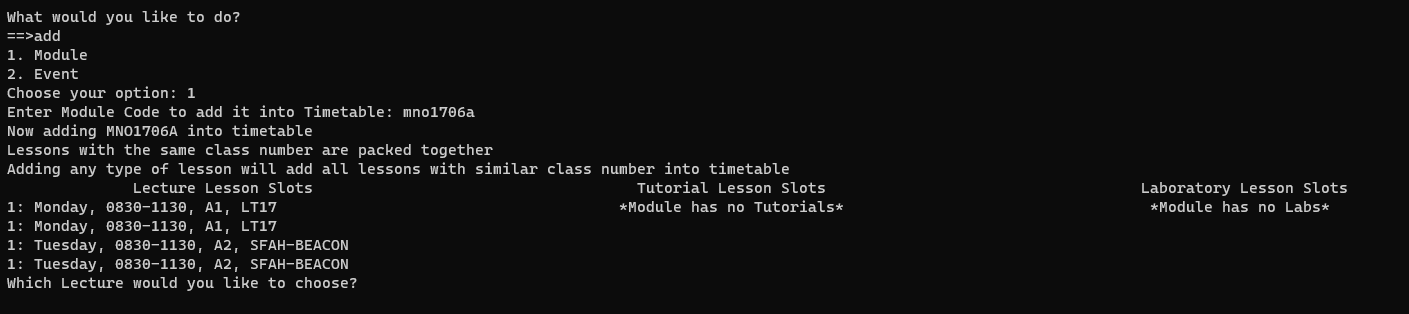 What would you like to do?
==>add
1. Module
2. Event
Choose your option: 1
Enter Module Code to add it into Timetable: mno1706a
Now adding MNO1706A into timetable
Lessons with the same class number are packed together
Adding any type of lesson will add all lessons with similar class number into timetable
Lecture Lesson Slots Tutorial Lesson Slots Laboratory Lesson Slots
1: Monday, 0830-1130, A1, LT17 *Module has no Tutorials* *Module has no Labs*
1: Monday, 0830-1130, A1, LT17
1: Tuesday, 0830-1130, A2, SFAH-BEACON
1: Tuesday, 0830-1130, A2, SFAH-BEACON
Which Lecture would you like to choose?